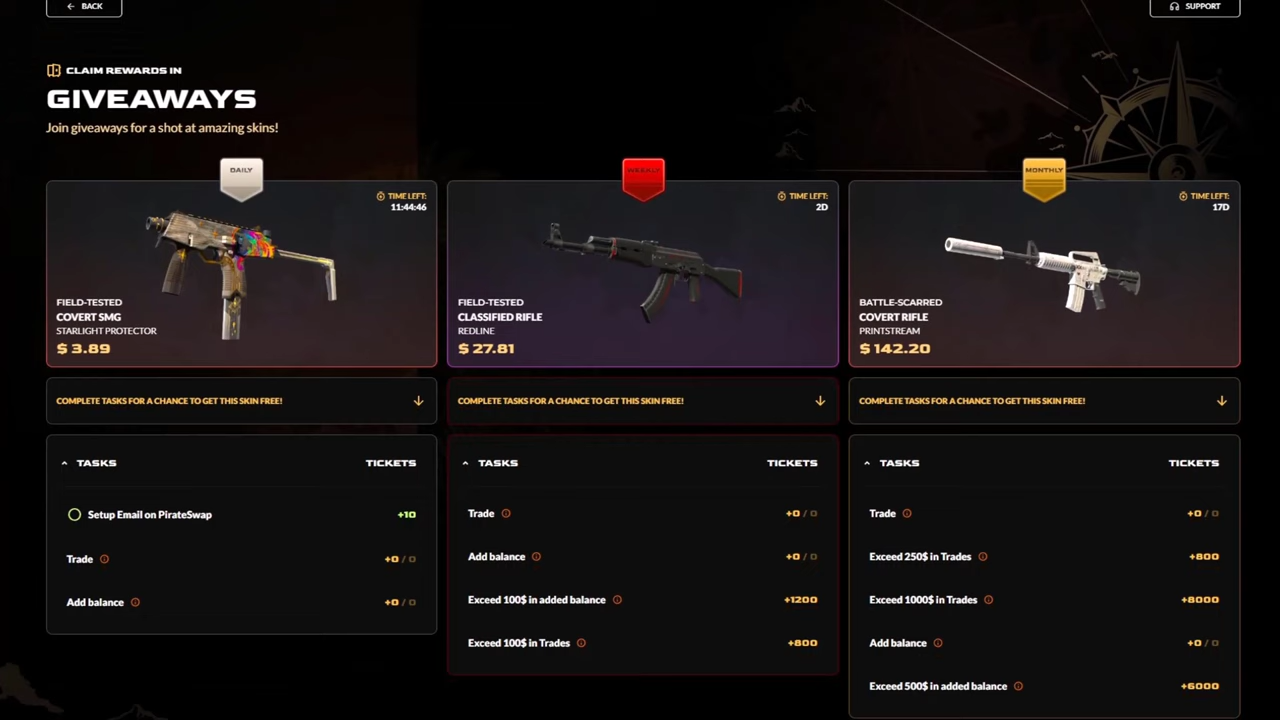 BACK
SUPPORT
CLAIM REWARDS IN
GIVEAWAYS
Join giveaways for a shot at amazing skins!
DAILY
TIME LEFT:
11:44:46
FIELD-TESTED
COVERT SMG
STARLIGHT PROTECTOR
$ 3.89
COMPLETE TASKS FOR A CHANCE TO GET THIS SKIN FREE!
TASKS
TICKETS
Setup Email on PirateSwap
+10
Trade
+0 / 0
Add balance
+0 / 0
WEEKLY
TIME LEFT:
2D
FIELD-TESTED
CLASSIFIED RIFLE
REDLINE
$ 27.81
COMPLETE TASKS FOR A CHANCE TO GET THIS SKIN FREE!
TASKS
TICKETS
Trade
+0 / 0
Add balance
+0 / 0
Exceed 100$ in added balance
+1200
Exceed 100$ in Trades
+800
MONTHLY
TIME LEFT:
17D
BATTLE-SCARRED
COVERT RIFLE
PRINTSTREAM
$ 142.20
COMPLETE TASKS FOR A CHANCE TO GET THIS SKIN FREE!
TASKS
TICKETS
Trade
+0 / 0
Exceed 250$ in Trades
+800
Exceed 1000$ in Trades
+8000
Add balance
+0 / 0
Exceed 500$ in added balance
+6000